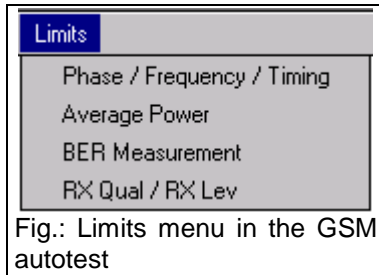 Limits
Phase / Frequency / Timing
Average Power
BER Measurement
RX Qual / RX Lev
Fig.: Limits menu in the GSM
autotest